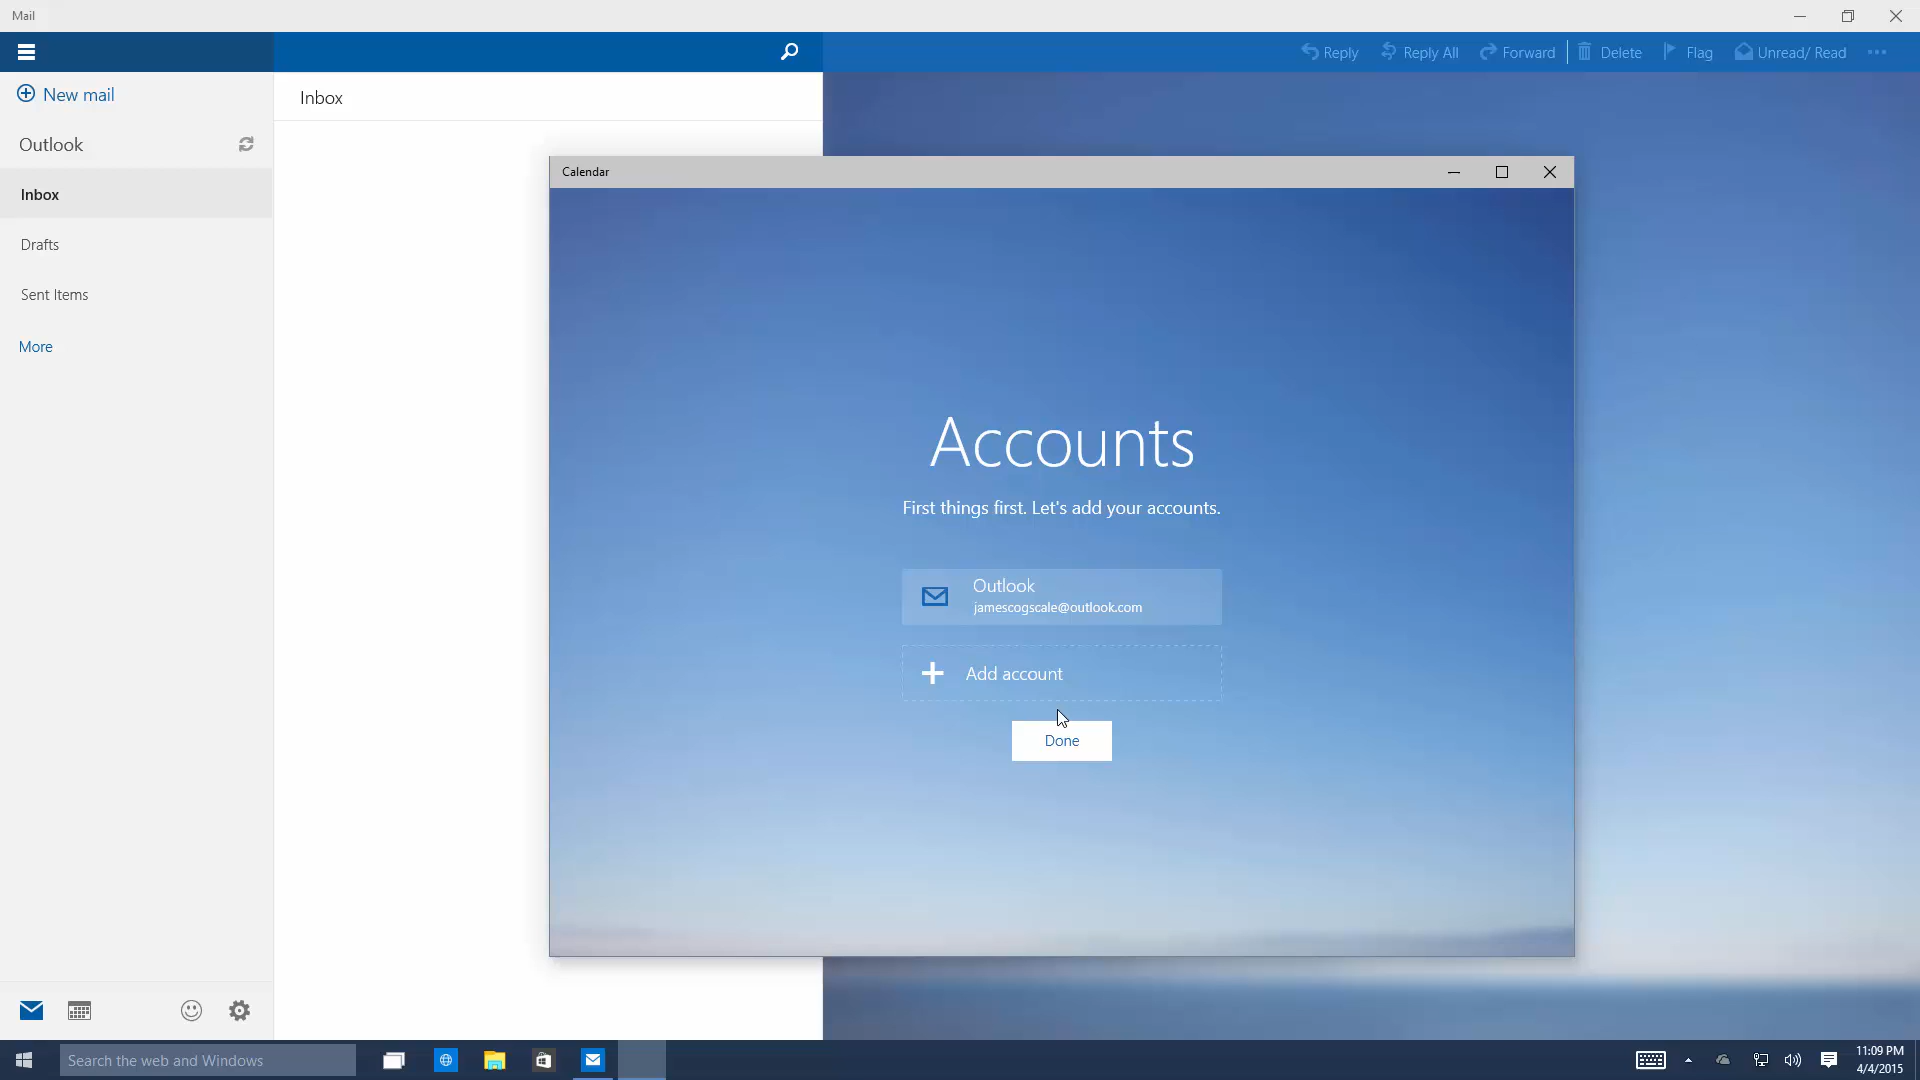 Mail
Reply
Reply All
Forward
Delete
Flag
Unread/ Read
New mail
Inbox
Outlook
Inbox
Drafts
Sent Items
More
Calendar
Accounts
First things first. Let's add your accounts.
Outlook
jamescogscale@outlook.com
Add account
Done
Search the web and Windows
11:09 PM
4/4/2015